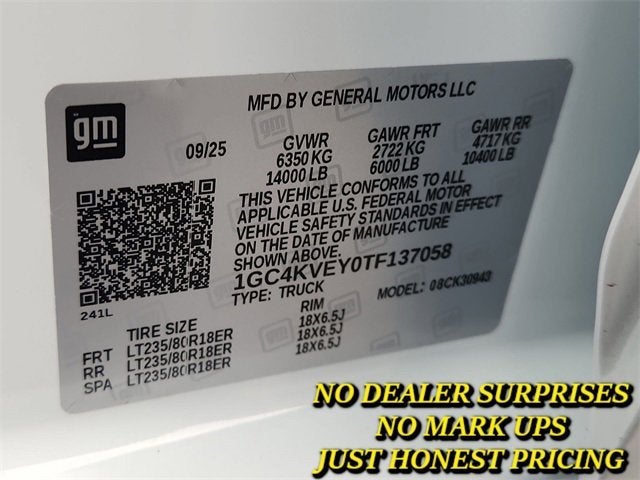 gm
MFD BY GENERAL MOTORS LLC
09/25 GVWR GAWR FRT GAWR RR
6350 KG 2722 KG 4717 KG
14000 LB 6000 LB 10400 LB
THIS VEHICLE CONFORMS TO ALL
APPLICABLE U.S. FEDERAL MOTOR
VEHICLE SAFETY STANDARDS IN EFFECT
ON THE DATE OF MANUFACTURE
SHOWN ABOVE.
1GC4KVEY0TF137058
TYPE: TRUCK MODEL: 08CK30943
241L
TIRE SIZE RIM
FRT LT235/80R18ER 18X6.5J
RR LT235/80R18ER 18X6.5J
SPA LT235/80R18ER 18X6.5J
NO DEALER SURPRISES
NO MARK UPS
JUST HONEST PRICING